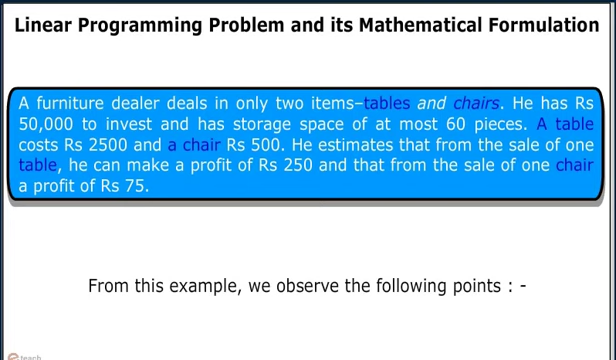 Linear Programming Problem and its Mathematical Formulation
A furniture dealer deals in only two items–tables and chairs. He has Rs
50,000 to invest and has storage space of at most 60 pieces. A table
costs Rs 2500 and a chair Rs 500. He estimates that from the sale of one
table, he can make a profit of Rs 250 and that from the sale of one chair
a profit of Rs 75.
From this example, we observe the following points : -
e teach